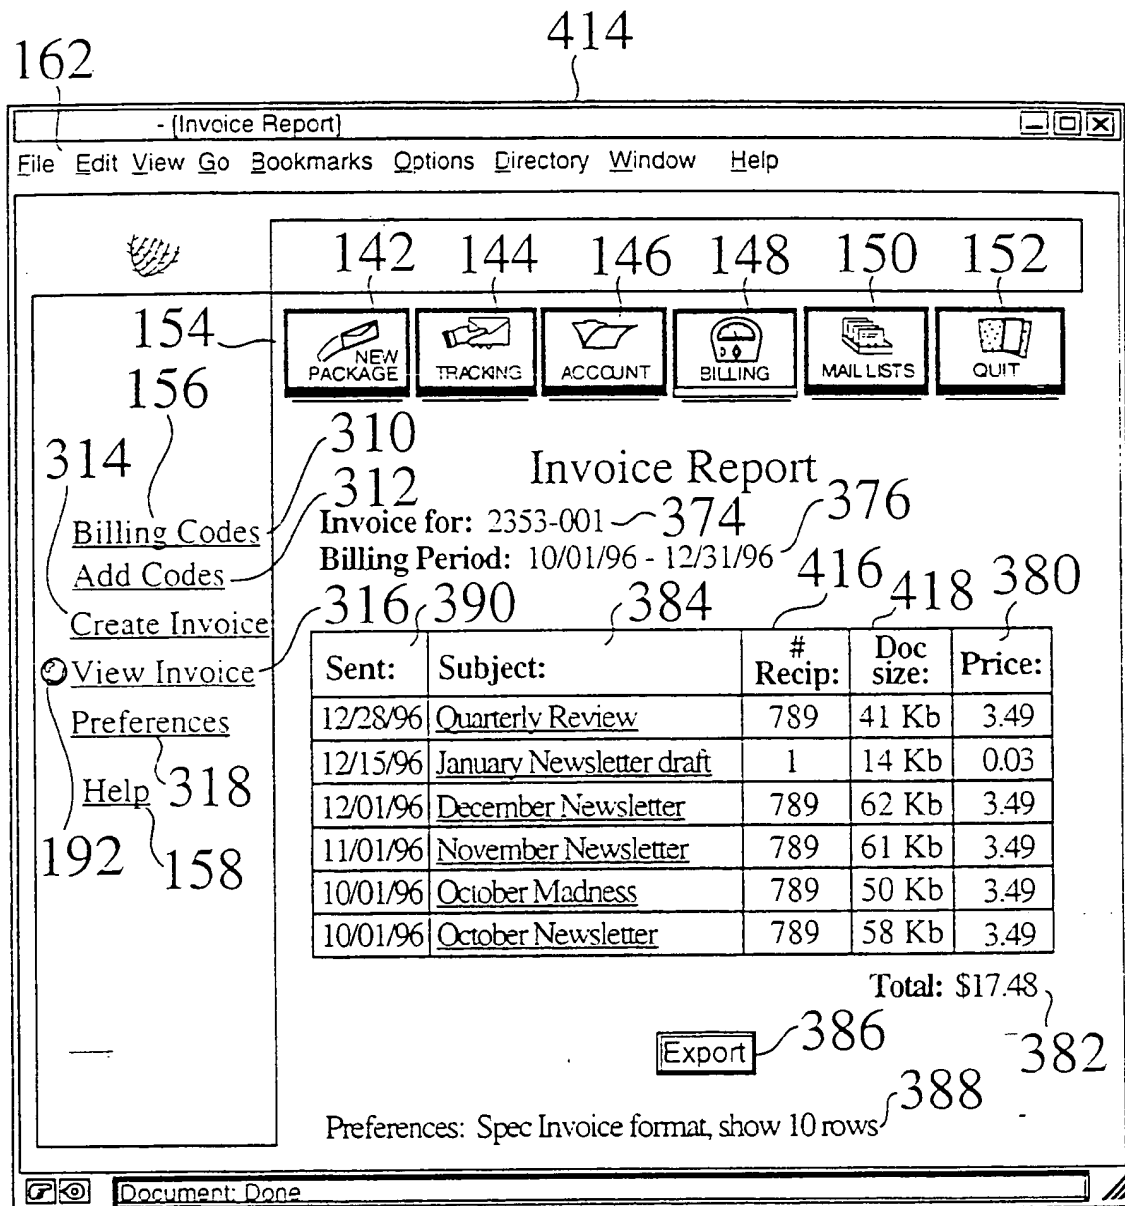 414
162
- [Invoice Report]
File Edit View Go Bookmarks Options Directory Window Help
142 144 146 148 150 152
154
NEW PACKAGE
TRACKING
ACCOUNT
BILLING
MAIL LISTS
QUIT
156
310
314
312
Invoice Report
Invoice for: 2353-001
374
376
Billing Codes
Billing Period: 10/01/96 - 12/31/96
Add Codes
416
418
380
316
390
384
Create Invoice
View Invoice
Preferences
318
Help
192
158
Sent: Subject: # Recip: Doc size: Price:
12/28/96 Quarterly Review 789 41 Kb 3.49
12/15/96 January Newsletter draft 1 14 Kb 0.03
12/01/96 December Newsletter 789 62 Kb 3.49
11/01/96 November Newsletter 789 61 Kb 3.49
10/01/96 October Madness 789 50 Kb 3.49
10/01/96 October Newsletter 789 58 Kb 3.49
Total: $17.48
382
Export
386
388
Preferences: Spec Invoice format, show 10 rows
Document: Done